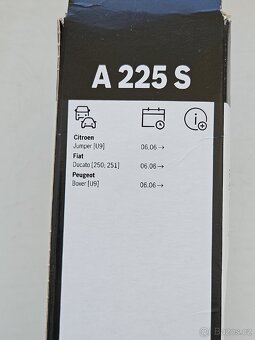 A 225 S
Citroen
Jumper [U9] 06.06→
Fiat
Ducato [250, 251] 06.06→
Peugeot
Boxer [U9] 06.06→